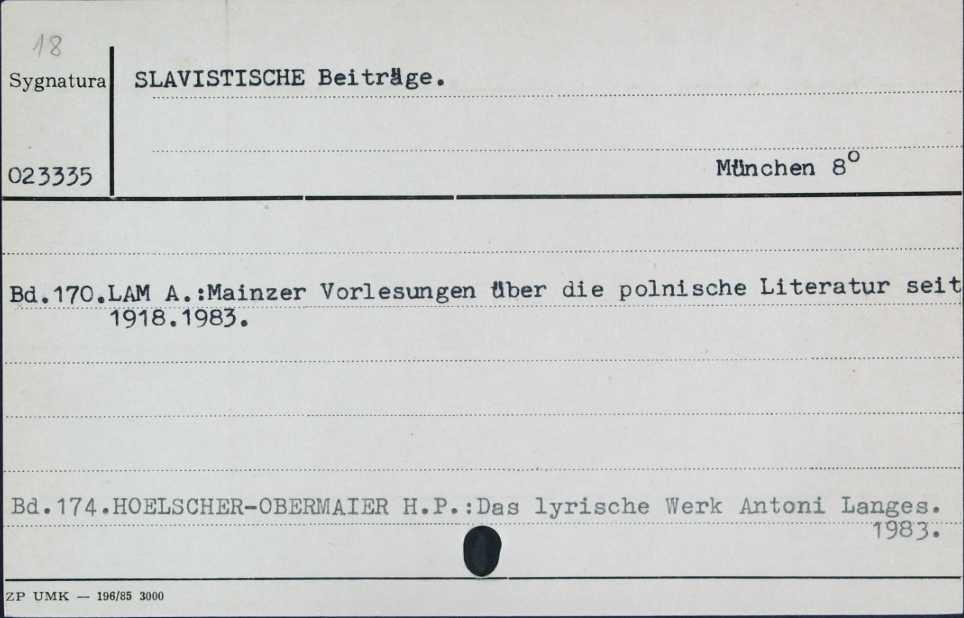 18
Sygnatura
SLAVISTISCHE Beiträge.
023335
München 8°
Bd.170.LAM A.:Mainzer Vorlesungen über die polnische Literatur seit
1918.1983.
Bd.174.HOELSCHER-OBERMAIER H.P.:Das lyrische Werk Antoni Langes.
1983.
ZP UMK — 196/85 3000